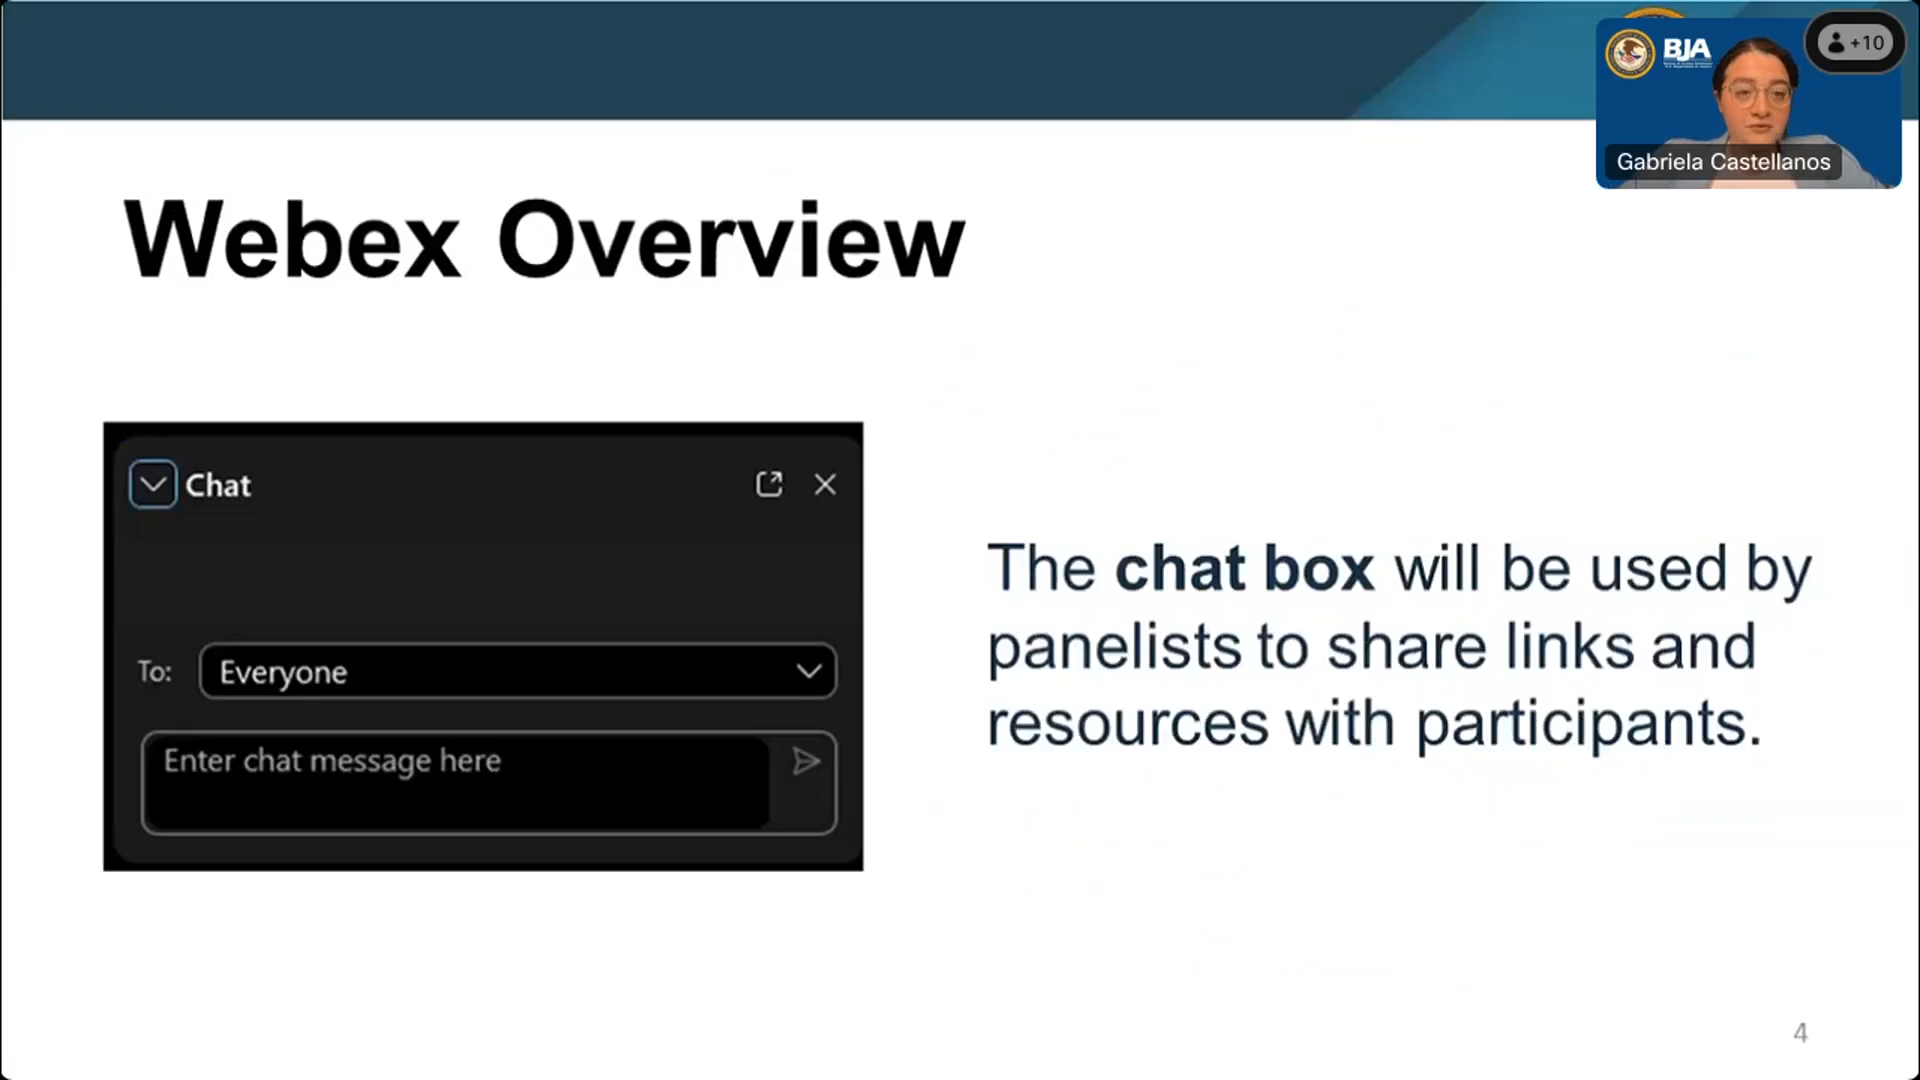 BJA
+10
Gabriela Castellanos
Webex Overview
Chat
To: Everyone
Enter chat message here
The chat box will be used by
panelists to share links and
resources with participants.
4